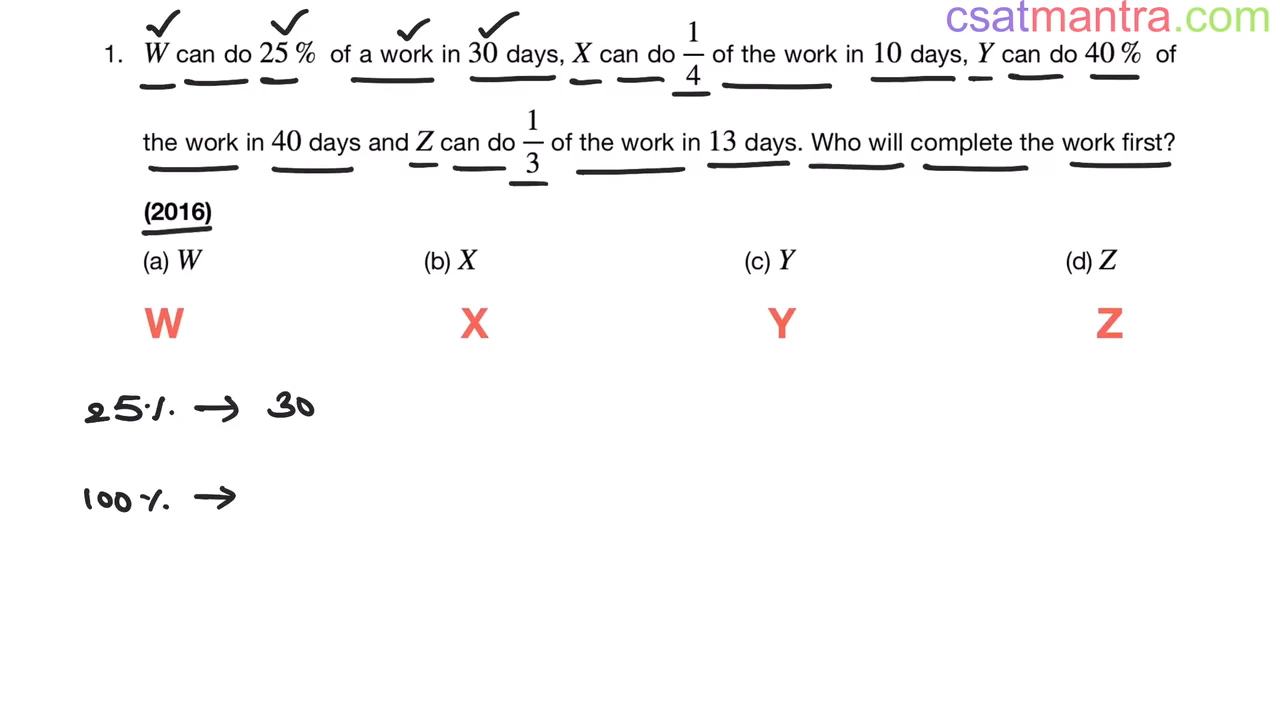 csatmantra.com
1. W can do 25 % of a work in 30 days, X can do 1/4 of the work in 10 days, Y can do 40 % of
the work in 40 days and Z can do 1/3 of the work in 13 days. Who will complete the work first?
(2016)
(a) W (b) X (c) Y (d) Z
W X Y Z
25% → 30
100% →